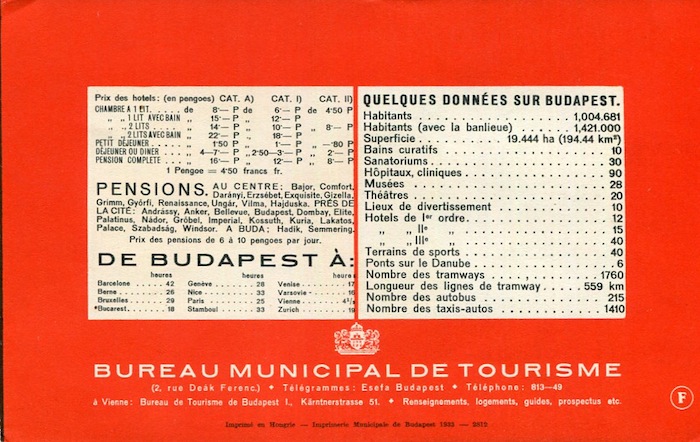 Prix des hotels: (en pengoes) CAT. A) CAT. I) CAT. II)
CHAMBRE A 1 LIT. . . . . . de 8·— P de 6·— P de 4·50 P
„ „ 1 LIT AVEC BAIN „ 15·— P „ 12·— P
„ „ 2 LITS . . . . . „ 14·— P „ 10·— P „ 8·— P
„ „ 2 LITS AVEC BAIN „ 22·— P „ 18·— P
PETIT DÉJEUNER . . . . . 1·50 P 1·— P —·80 P
DÉJEUNER OU DINER . . „ 4—7·— P „ 2·50—3·— P „ 2·— P
PENSION COMPLETE . . . „ 16·— P „ 12·— P „ 8·— P
1 Pengoe = 4·50 francs fr.
PENSIONS. AU CENTRE: Bajor, Comfort,
Darányi, Erzsébet, Exquisite, Gizella,
Grimm, Győrfi, Renaissance, Ungár, Vilma, Hajduska. PRÉS DE
LA CITÉ: Andrássy, Anker, Bellevue, Budapest, Dombay, Elite,
Palatinus, Nádor, Gröbel, Imperial, Kossuth, Kuria, Lakatos,
Palace, Szabadság, Windsor. A BUDA: Hadik, Semmering.
Prix des pensions de 6 à 10 pengoes par jour.
DE BUDAPEST À:
heures heures heures
Barcelone . . . . 42 Genève . . . . . 28 Venise . . . . . 17
Berne . . . . . . 26 Nice . . . . . . 33 Varsovie . . . . 16
Bruxelles . . . . 29 Paris . . . . . 25 Vienne . . . . 4½
*Bucarest . . . . 18 Stamboul . . . 33 Zurich . . . . . 19
QUELQUES DONNÉES SUR BUDAPEST.
Habitants . . . . . . . . . 1,004.681
Habitants (avec la banlieue) . . 1,421.000
Superficie . . . . . 19.444 ha (194.44 km²)
Bains curatifs . . . . . . . . 10
Sanatoriums . . . . . . . . . 30
Hôpitaux, cliniques . . . . . . 90
Musées . . . . . . . . . . . 28
Théâtres . . . . . . . . . . 20
Lieux de divertissement . . . . 10
Hotels de Iᵉʳ ordre . . . . . . 12
„ „ IIᵉ „ . . . . . . 15
„ „ IIIᵉ „ . . . . . . 40
Terrains de sports . . . . . . 40
Ponts sur le Danube . . . . . . 6
Nombre des tramways . . . . . 1760
Longueur des lignes de tramway . . 559 km
Nombre des autobus . . . . . 215
Nombre des taxis-autos . . . . 1410
BUREAU MUNICIPAL DE TOURISME
(2, rue Deák Ferenc.) ◆ Télégrammes: Esefa Budapest ◆ Téléphone: 813—49
à Vienne: Bureau de Tourisme de Budapest I., Kärntnerstrasse 51. ◆ Renseignements, logements, guides, prospectus etc.
F
Imprimé en Hongrie — Imprimerie Municipale de Budapest 1933 — 2812